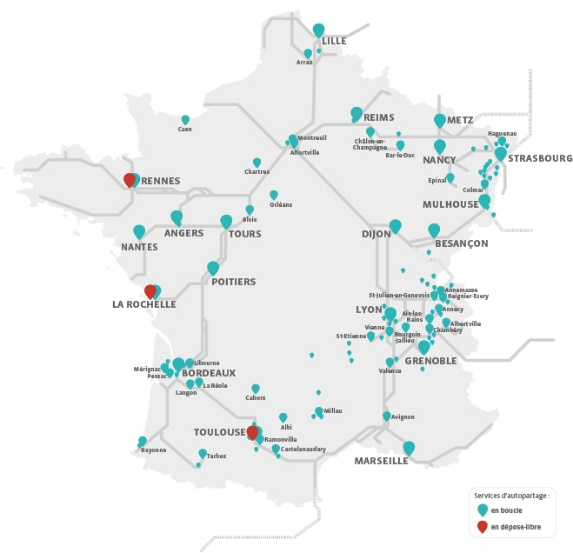 LILLE
Arras
REIMS
METZ
Caen
Montreuil
Châlon-en-
Champagne
Haguenau
Alfortville
Bar-le-Duc
NANCY
STRASBOURG
Chartres
Epinal
RENNES
Colmar
Orléans
MULHOUSE
Blois
ANGERS
TOURS
DIJON
NANTES
BESANÇON
POITIERS
St-Julien-en-Genevois
Annemasse
Reignier-Esery
LA ROCHELLE
LYON
Aix-les-
Bains
Annecy
Vienne
Albertville
St-Etienne
Bourgoin
-Jallieu
Chambéry
GRENOBLE
Libourne
Mérignac
Pessac
BORDEAUX
Valence
La Réole
Langon
Cahors
Millau
Avignon
Albi
TOULOUSE
Ramonville
Bayonne
Castelnaudary
Tarbes
MARSEILLE
Services d'autopartage :
en boucle
en dépose-libre